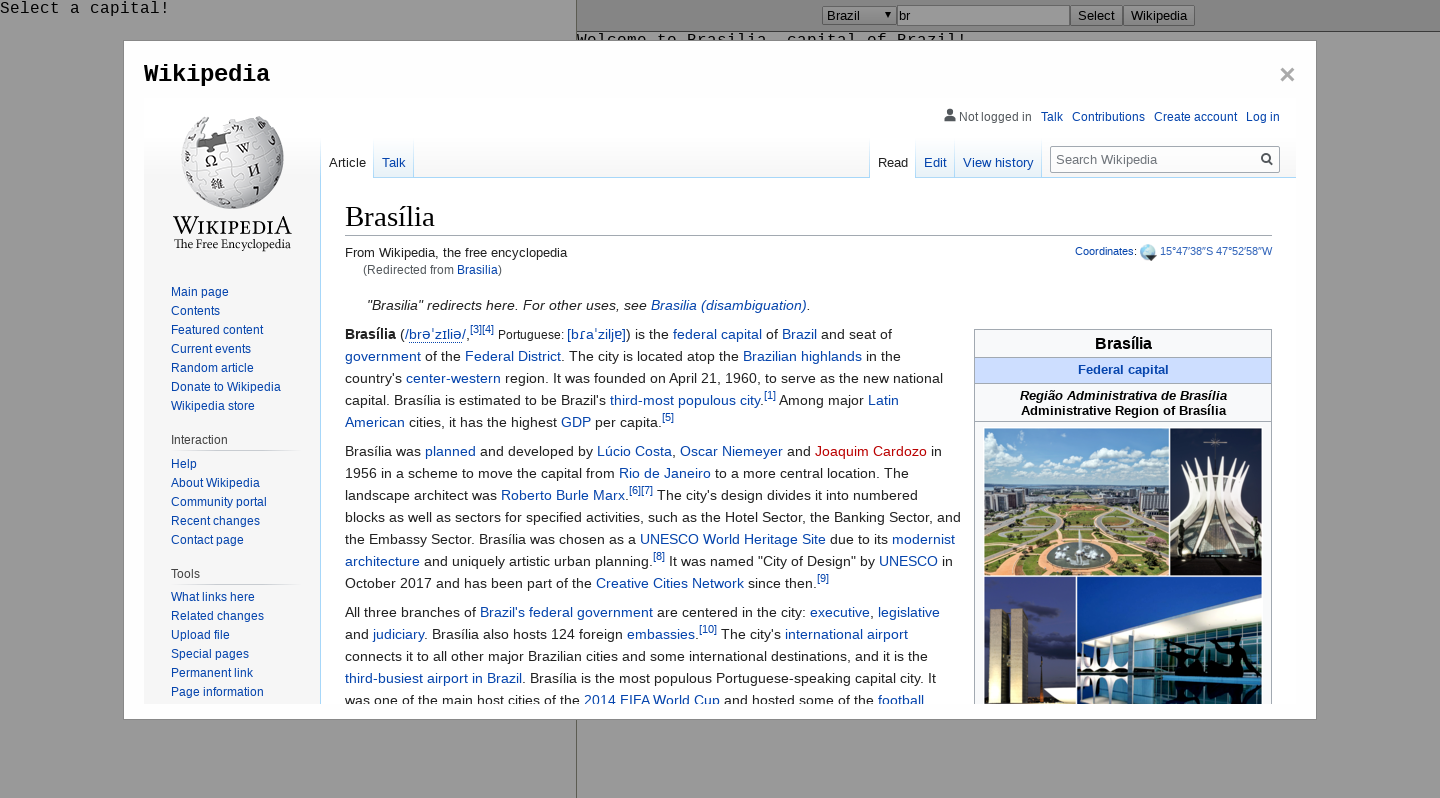 Select a capital!
Brazil
br
Select
Wikipedia
Welcome to Brasilia, capital of Brazil!
Wikipedia
×
Not logged in Talk Contributions Create account Log in
Article Talk
Read Edit View history
Search Wikipedia
WIKIPEDIA
The Free Encyclopedia
Main page
Contents
Featured content
Current events
Random article
Donate to Wikipedia
Wikipedia store
Interaction
Help
About Wikipedia
Community portal
Recent changes
Contact page
Tools
What links here
Related changes
Upload file
Special pages
Permanent link
Page information
Brasília
From Wikipedia, the free encyclopedia
Coordinates: 15°47′38″S 47°52′58″W
(Redirected from Brasilia)
"Brasilia" redirects here. For other uses, see Brasilia (disambiguation).
Brasília (/brəˈzɪliə/,[3][4] Portuguese: [bɾaˈziljɐ]) is the federal capital of Brazil and seat of
government of the Federal District. The city is located atop the Brazilian highlands in the
country's center-western region. It was founded on April 21, 1960, to serve as the new national
capital. Brasília is estimated to be Brazil's third-most populous city.[1] Among major Latin
American cities, it has the highest GDP per capita.[5]
Brasília was planned and developed by Lúcio Costa, Oscar Niemeyer and Joaquim Cardozo in
1956 in a scheme to move the capital from Rio de Janeiro to a more central location. The
landscape architect was Roberto Burle Marx.[6][7] The city's design divides it into numbered
blocks as well as sectors for specified activities, such as the Hotel Sector, the Banking Sector, and
the Embassy Sector. Brasília was chosen as a UNESCO World Heritage Site due to its modernist
architecture and uniquely artistic urban planning.[8] It was named "City of Design" by UNESCO in
October 2017 and has been part of the Creative Cities Network since then.[9]
All three branches of Brazil's federal government are centered in the city: executive, legislative
and judiciary. Brasília also hosts 124 foreign embassies.[10] The city's international airport
connects it to all other major Brazilian cities and some international destinations, and it is the
third-busiest airport in Brazil. Brasília is the most populous Portuguese-speaking capital city. It
was one of the main host cities of the 2014 FIFA World Cup and hosted some of the football
Brasília
Federal capital
Região Administrativa de Brasília
Administrative Region of Brasília